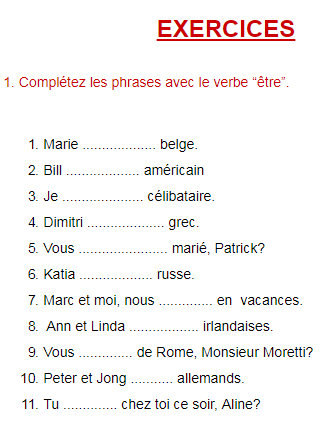 EXERCICES
1. Complétez les phrases avec le verbe “être”.
1. Marie ................... belge.
2. Bill ................... américain
3. Je ..................... célibataire.
4. Dimitri .................... grec.
5. Vous ....................... marié, Patrick?
6. Katia ................... russe.
7. Marc et moi, nous .............. en vacances.
8. Ann et Linda .................. irlandaises.
9. Vous .............. de Rome, Monsieur Moretti?
10. Peter et Jong ........... allemands.
11. Tu .............. chez toi ce soir, Aline?